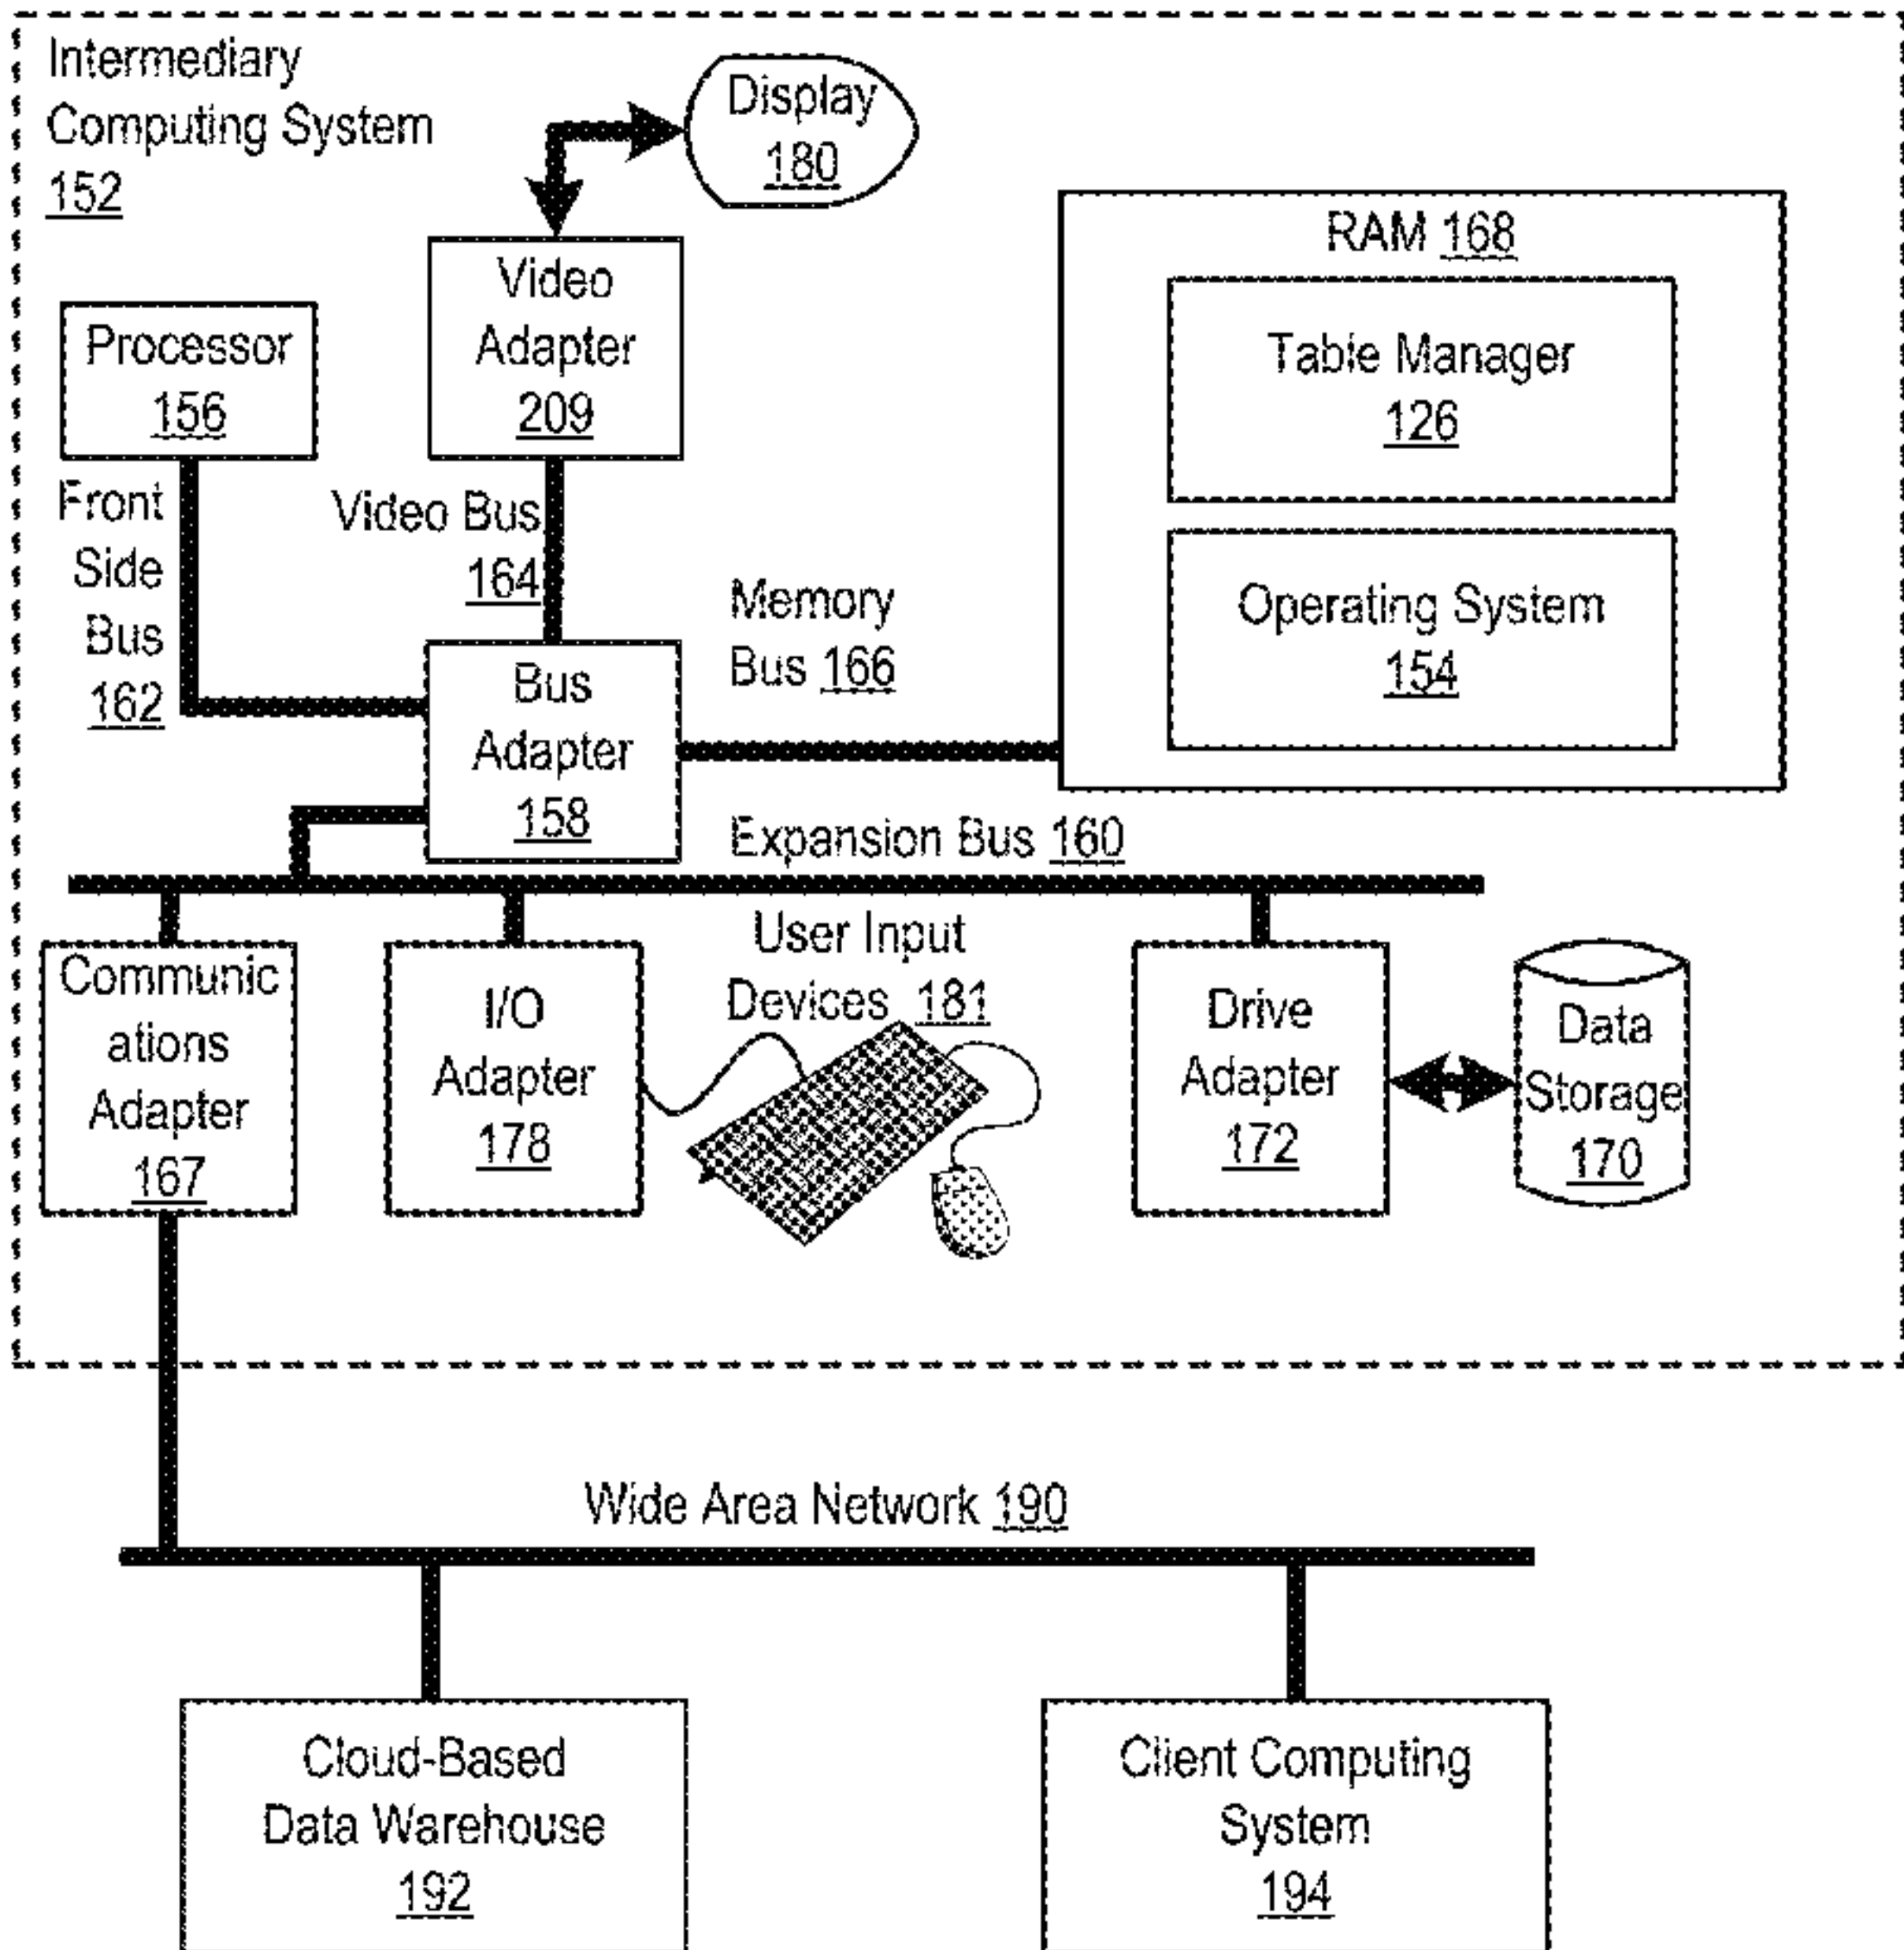 Intermediary
Computing System
152
Display
180
Video
Adapter
209
Processor
156
RAM 168
Table Manager
126
Operating System
154
Front
Side
Bus
162
Video Bus
164
Memory
Bus 166
Bus
Adapter
158
Expansion Bus 160
Communic
ations
Adapter
167
I/O
Adapter
178
User Input
Devices 181
Drive
Adapter
172
Data
Storage
170
Wide Area Network 190
Cloud-Based
Data Warehouse
192
Client Computing
System
194